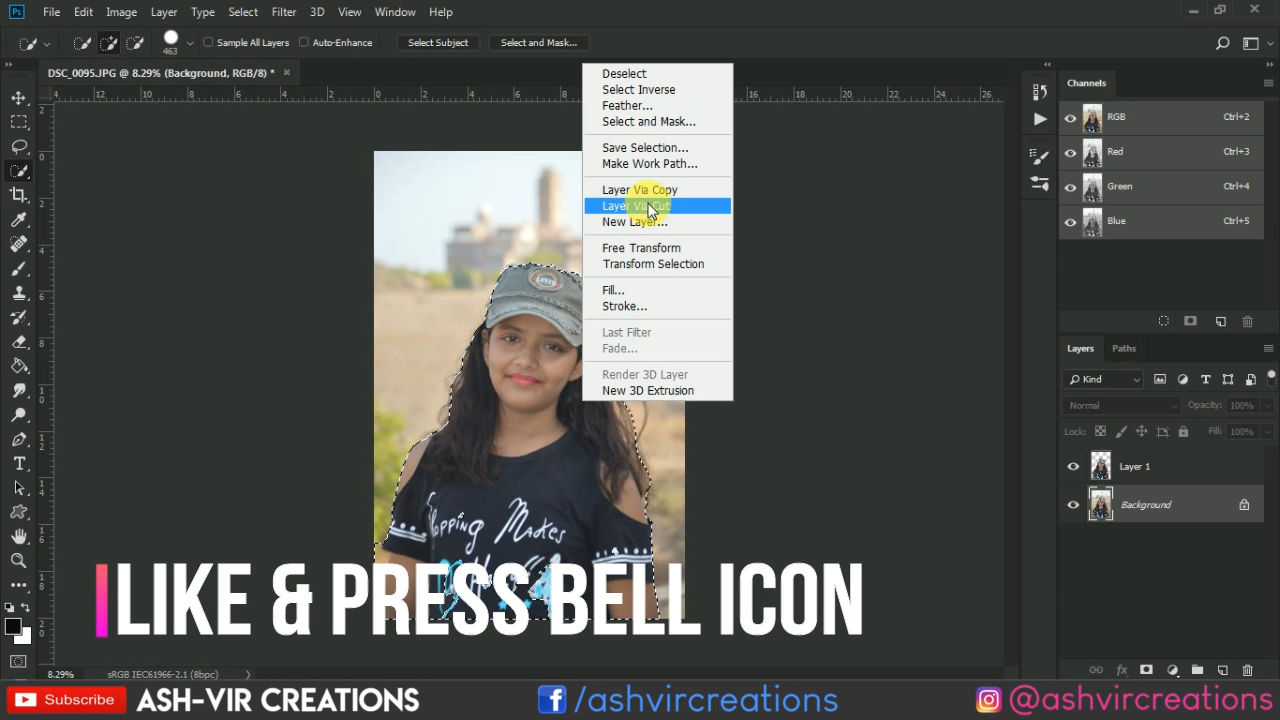 Ps File Edit Image Layer Type Select Filter 3D View Window Help
463 Sample All Layers Auto-Enhance Select Subject Select and Mask...
DSC_0095.JPG @ 8.29% (Background, RGB/8) * ×
Deselect
Select Inverse
Feather...
Select and Mask...
Save Selection...
Make Work Path...
Layer Via Copy
Layer Via Cut
New Layer...
Free Transform
Transform Selection
Fill...
Stroke...
Last Filter
Fade...
Render 3D Layer
New 3D Extrusion
Channels
RGB Ctrl+2
Red Ctrl+3
Green Ctrl+4
Blue Ctrl+5
Layers Paths
Kind
Normal Opacity: 100%
Lock: Fill: 100%
Layer 1
Background
Shopping Makes
LIKE & PRESS BELL ICON
8.29% sRGB IEC61966-2.1 (8bpc)
Subscribe ASH-VIR CREATIONS /ashvircreations @ashvircreations